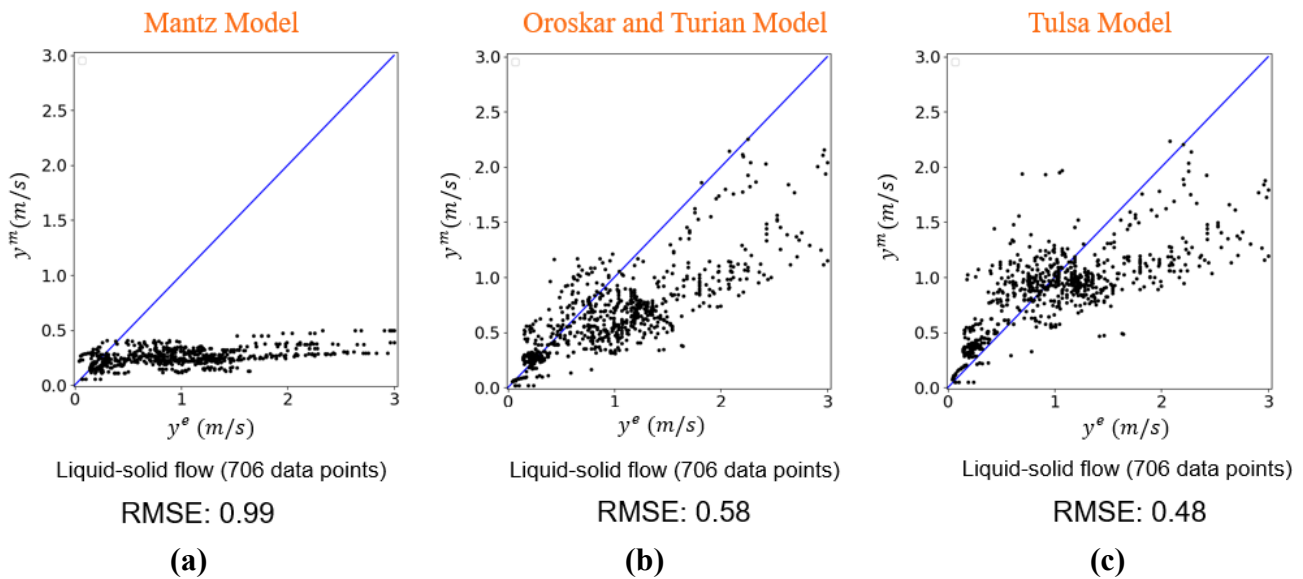 Mantz Model
3.0
2.5
2.0
1.5
1.0
0.5
0.0
0
1
2
3
y^m(m/s)
y^e (m/s)
Liquid-solid flow (706 data points)
RMSE: 0.99
(a)
Oroskar and Turian Model
3.0
2.5
2.0
1.5
1.0
0.5
0.0
0
1
2
3
y^m(m/s)
y^e (m/s)
Liquid-solid flow (706 data points)
RMSE: 0.58
(b)
Tulsa Model
3.0
2.5
2.0
1.5
1.0
0.5
0.0
0
1
2
3
y^m(m/s)
y^e (m/s)
Liquid-solid flow (706 data points)
RMSE: 0.48
(c)